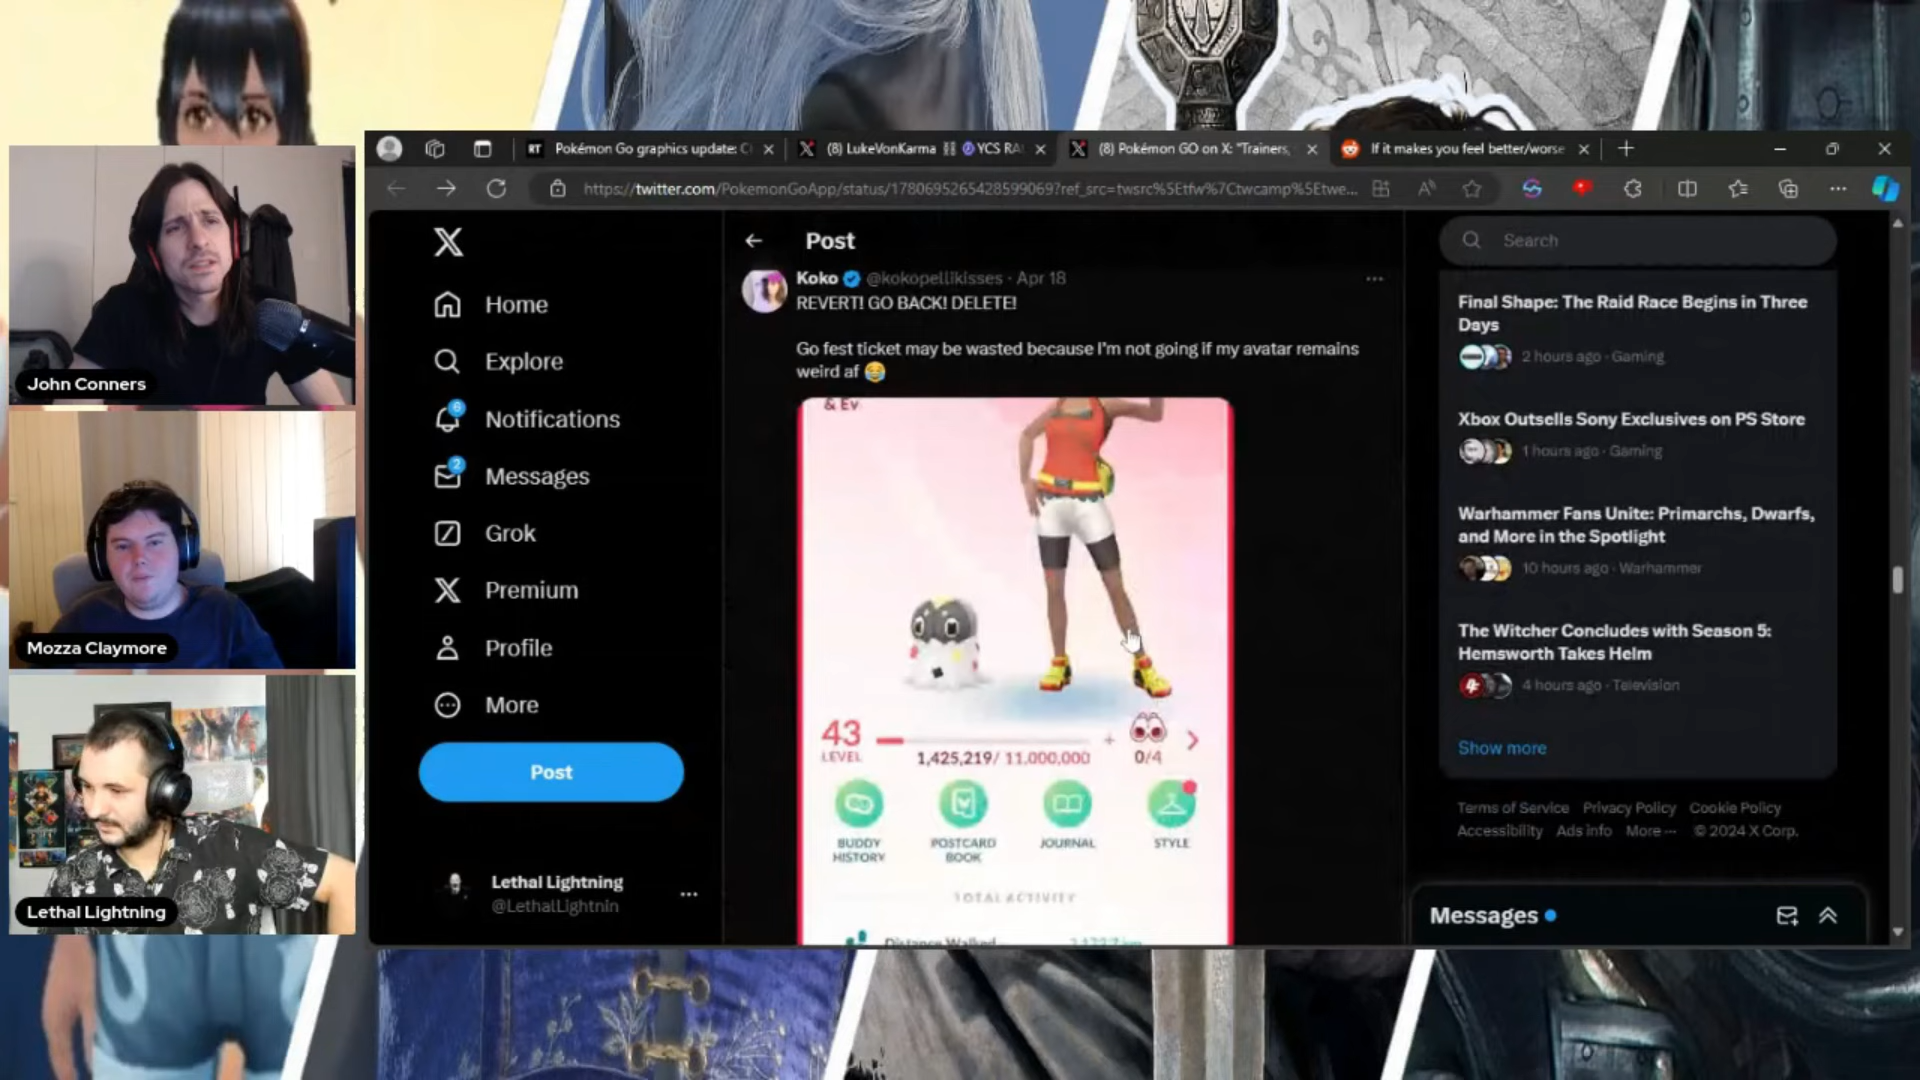 Pokémon Go graphics update: C
(8) LukeVonKarma
YCS RA
(8) Pokémon GO on X: "Trainers,
If it makes you feel better/worse
https://twitter.com/PokemonGoApp/status/1780695265428599069?ref_src=twsrc%5Etfw%7Ctwcamp%5Etwe...
Home
Explore
6
Notifications
2
Messages
Grok
Premium
Profile
More
Post
Lethal Lightning
@LethalLightnin
Post
Koko @kokopellikisses · Apr 18
REVERT! GO BACK! DELETE!
Go fest ticket may be wasted because I'm not going if my avatar remains
weird af 😂
& Ev
43
LEVEL
1,425,219/ 11,000,000
0/4
BUDDY
HISTORY
POSTCARD
BOOK
JOURNAL
STYLE
TOTAL ACTIVITY
Distance Walked
Search
Final Shape: The Raid Race Begins in Three
Days
2 hours ago · Gaming
Xbox Outsells Sony Exclusives on PS Store
1 hours ago · Gaming
Warhammer Fans Unite: Primarchs, Dwarfs,
and More in the Spotlight
10 hours ago · Warhammer
The Witcher Concludes with Season 5:
Hemsworth Takes Helm
4 hours ago · Television
Show more
Terms of Service Privacy Policy Cookie Policy
Accessibility Ads info More ··· © 2024 X Corp.
Messages
John Conners
Mozza Claymore
Lethal Lightning